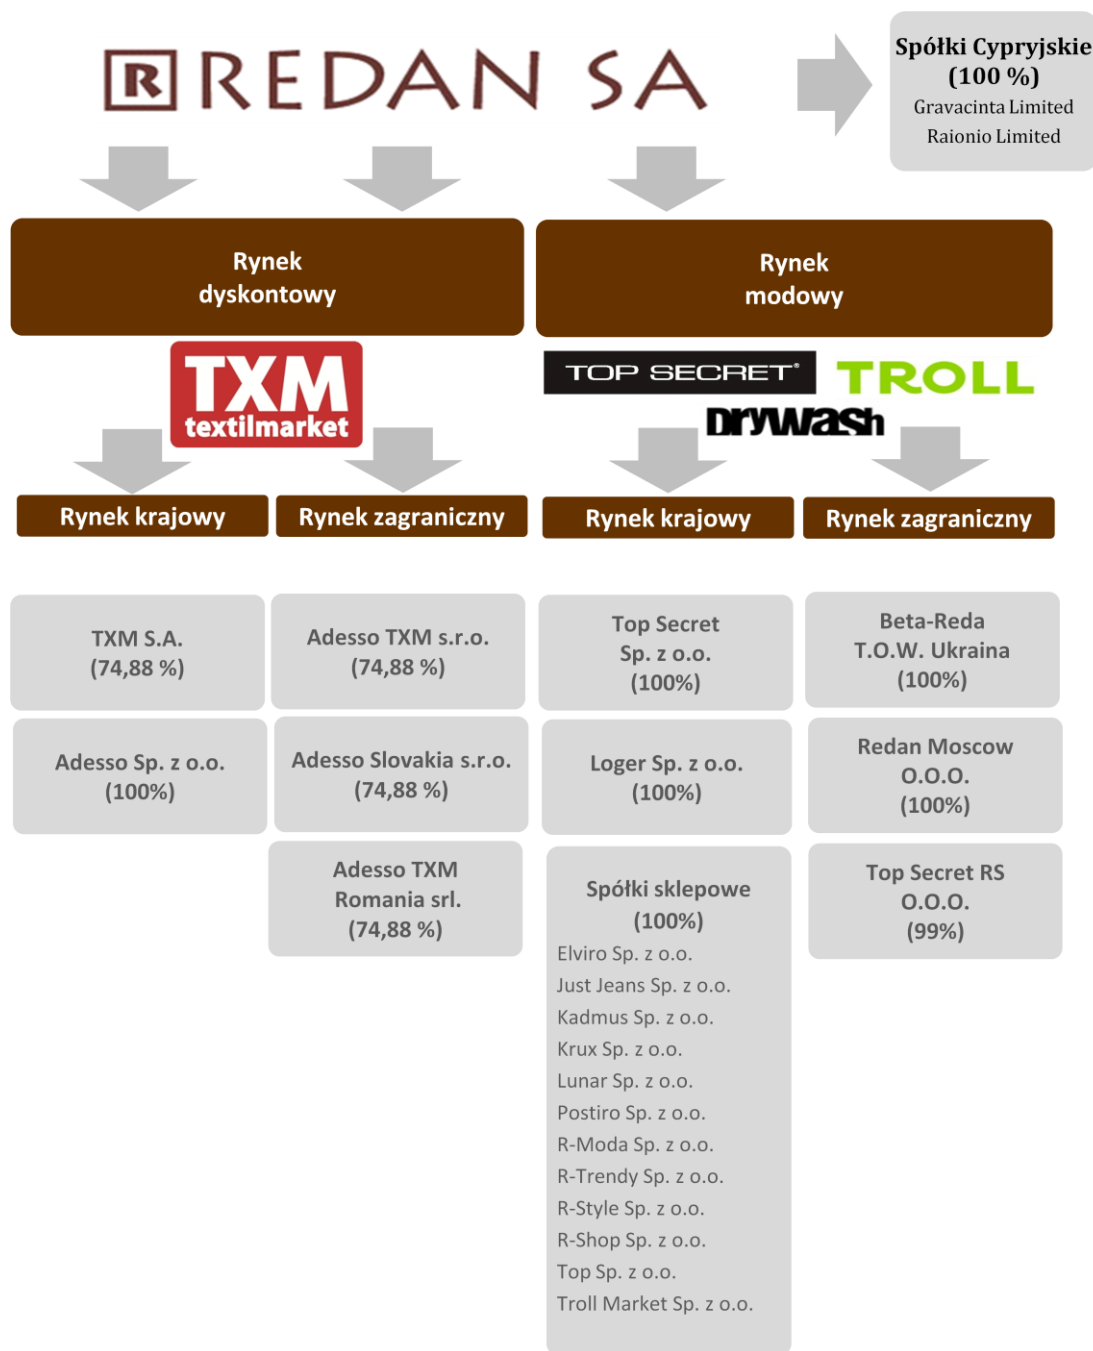 R REDAN SA
Spółki Cypryjskie
(100 %)
Gravacinta Limited
Raionio Limited
Rynek
dyskontowy
Rynek
modowy
TXM
textilmarket
TOP SECRET®
TROLL
DRYWASH
Rynek krajowy
Rynek zagraniczny
Rynek krajowy
Rynek zagraniczny
TXM S.A.
(74,88 %)
Adesso Sp. z o.o.
(100%)
Adesso TXM s.r.o.
(74,88 %)
Adesso Slovakia s.r.o.
(74,88 %)
Adesso TXM
Romania srl.
(74,88 %)
Top Secret
Sp. z o.o.
(100%)
Loger Sp. z o.o.
(100%)
Spółki sklepowe
(100%)
Elviro Sp. z o.o.
Just Jeans Sp. z o.o.
Kadmus Sp. z o.o.
Krux Sp. z o.o.
Lunar Sp. z o.o.
Postiro Sp. z o.o.
R-Moda Sp. z o.o.
R-Trendy Sp. z o.o.
R-Style Sp. z o.o.
R-Shop Sp. z o.o.
Top Sp. z o.o.
Troll Market Sp. z o.o.
Beta-Reda
T.O.W. Ukraina
(100%)
Redan Moscow
O.O.O.
(100%)
Top Secret RS
O.O.O.
(99%)